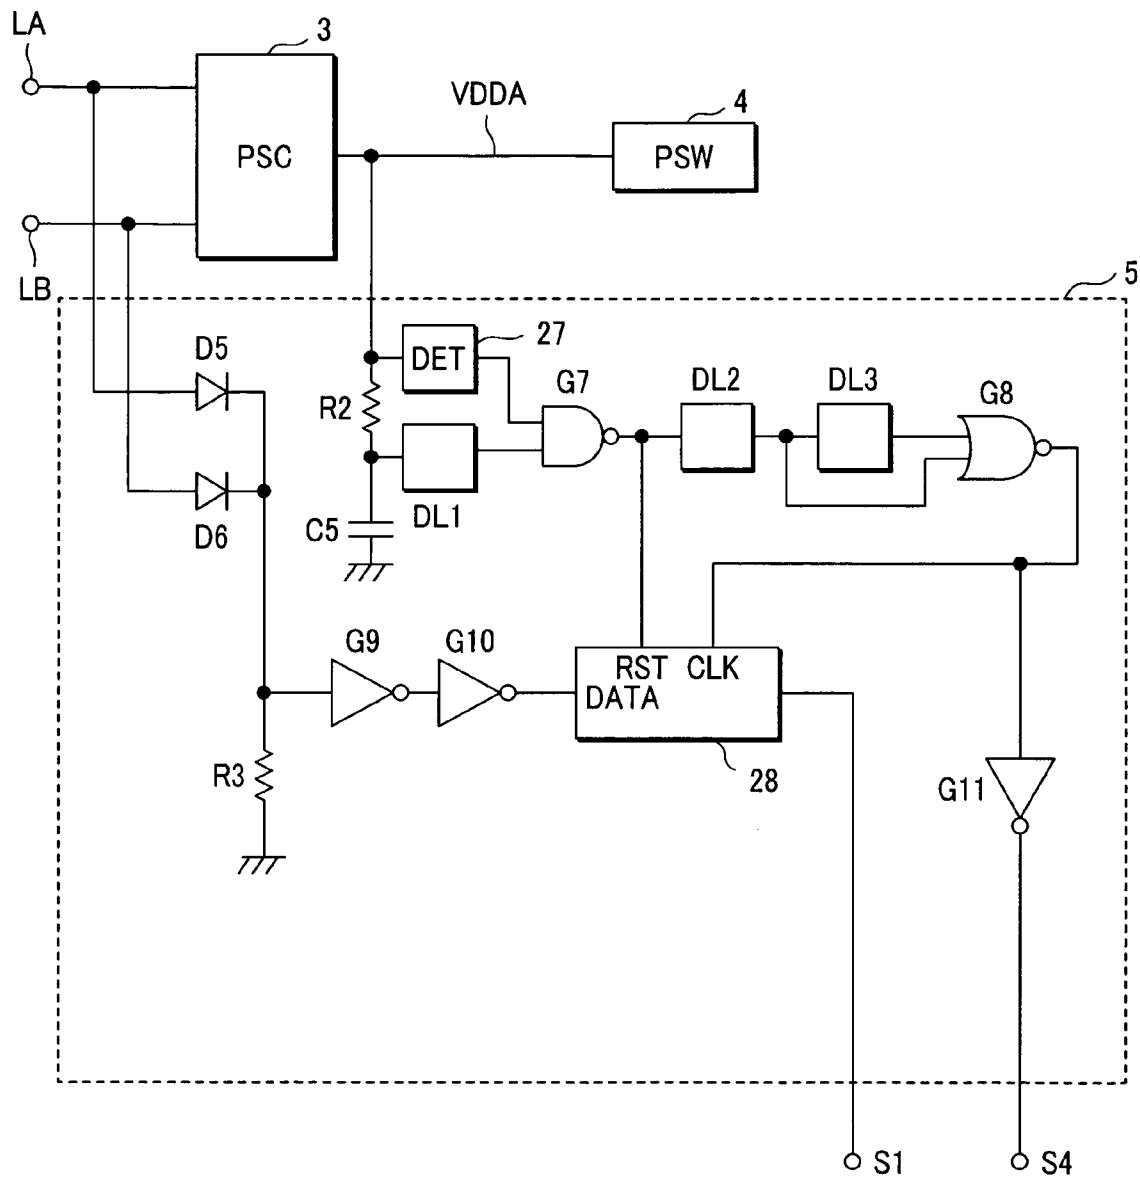 LA
3
VDDA
4
PSC
PSW
LB
5
D5
27
DET
G7
DL2
DL3
G8
R2
D6
C5
DL1
G9
G10
RST CLK
DATA
R3
28
G11
S1
S4